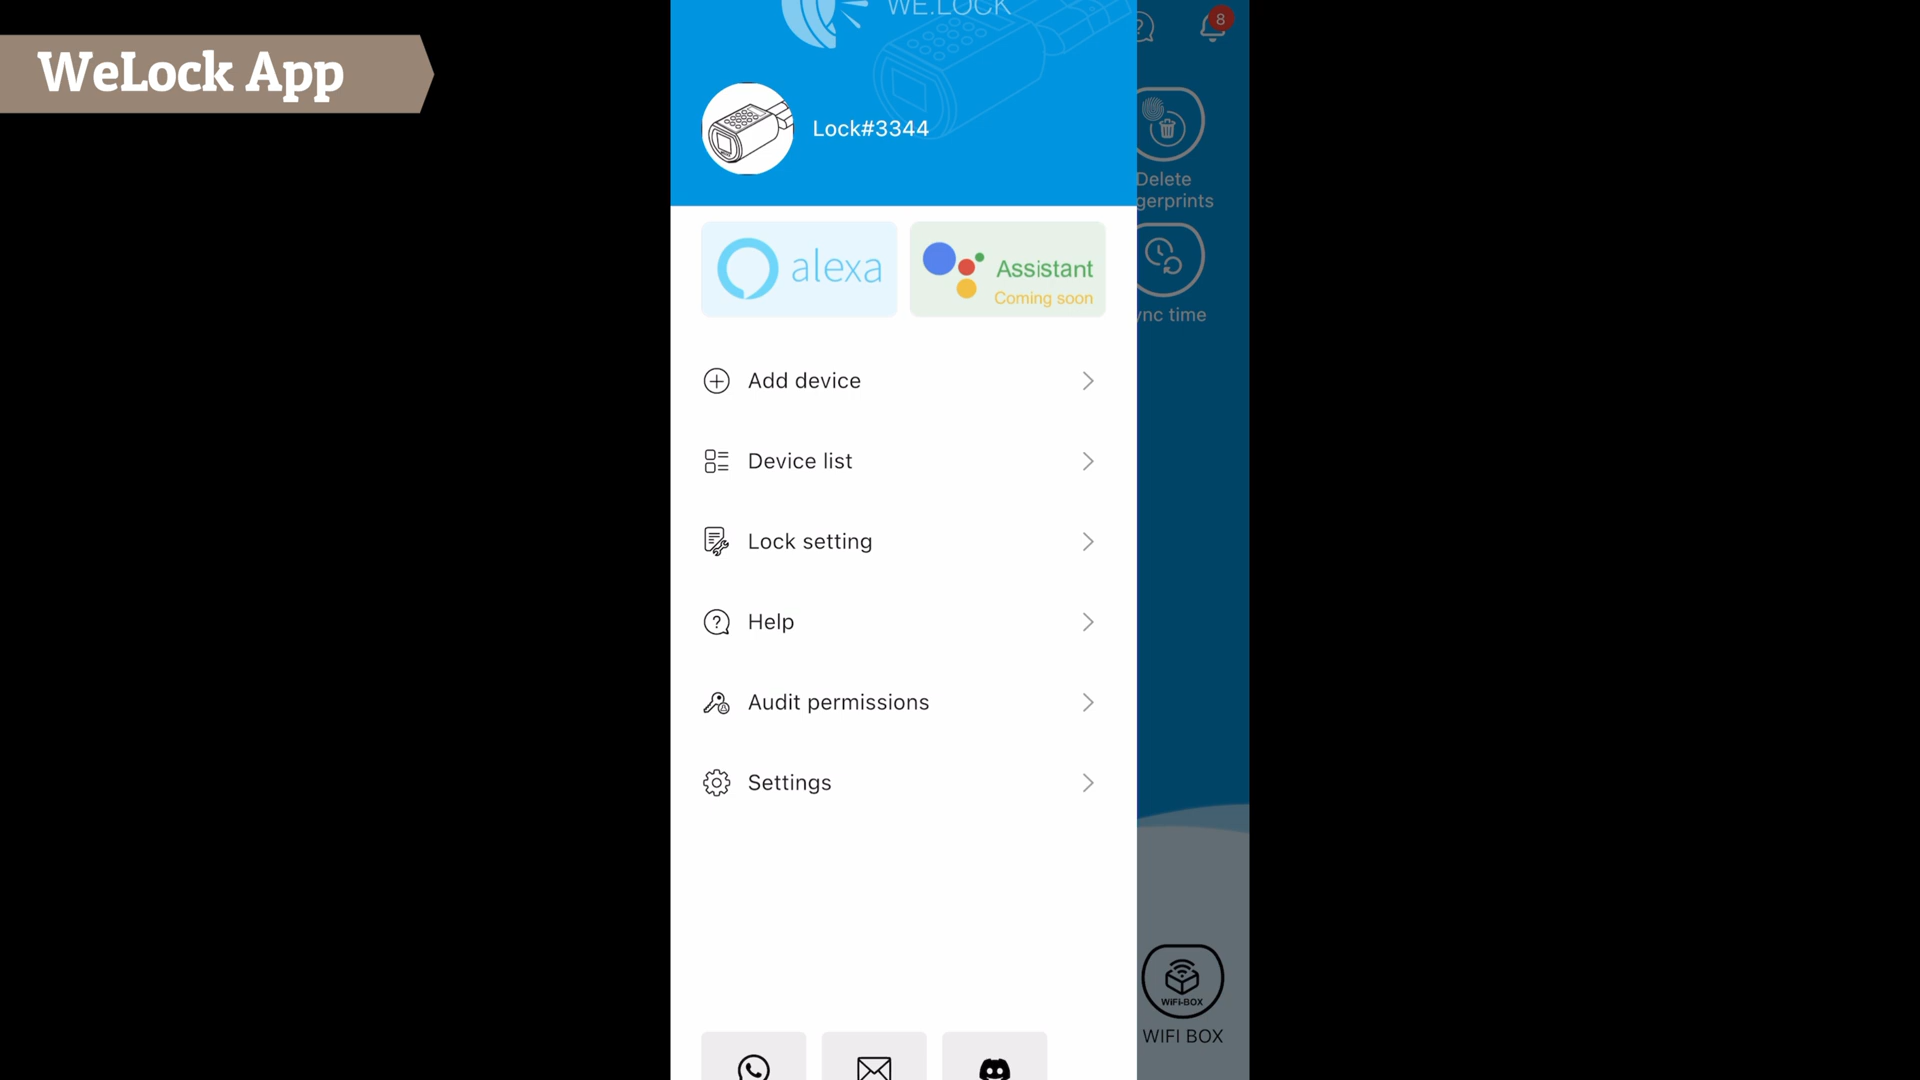 WeLock App
WE.LOCK
8
Lock#3344
Delete
gerprints
alexa
Assistant
Coming soon
ync time
Add device
Device list
Lock setting
Help
Audit permissions
Settings
WiFi-BOX
WIFI BOX